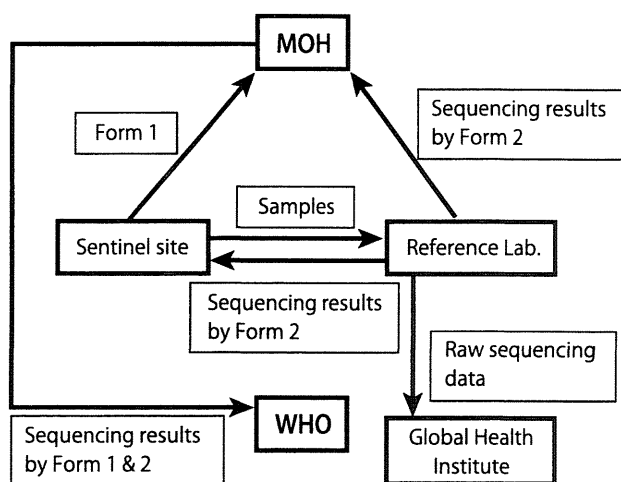 MOH
Form 1
Sequencing results
by Form 2
Samples
Sentinel site
Reference Lab.
Sequencing results
by Form 2
Raw sequencing
data
WHO
Sequencing results
by Form 1 & 2
Global Health
Institute